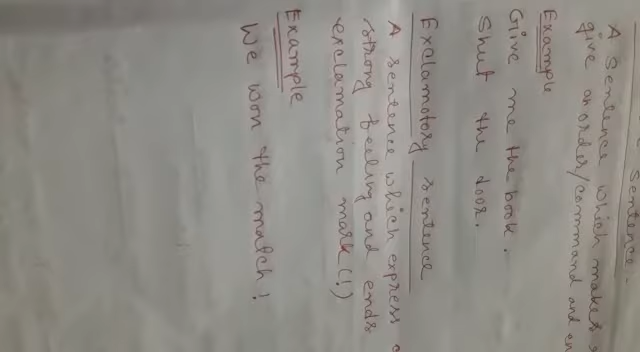 sentence.
A sentence which makes
give an order/command and en
Example
Give me the book.
Shut the door.
Exclamotory sentence
A sentence which express a
strong feeling and ends
exclamation mark(!)
Example
We won the match!